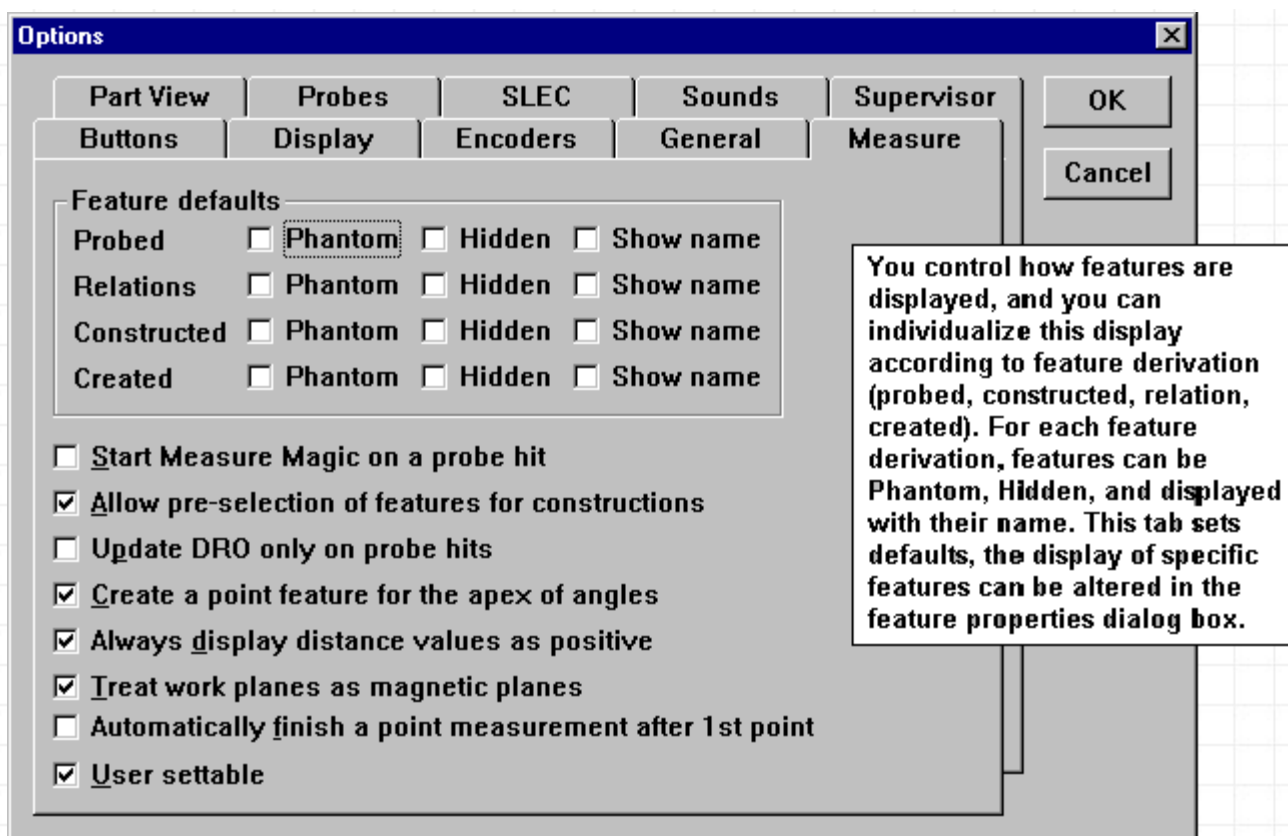 Options
Part View Probes SLEC Sounds Supervisor
Buttons Display Encoders General Measure
OK
Cancel
Feature defaults
Probed Phantom Hidden Show name
Relations Phantom Hidden Show name
Constructed Phantom Hidden Show name
Created Phantom Hidden Show name
Start Measure Magic on a probe hit
Allow pre-selection of features for constructions
Update DRO only on probe hits
Create a point feature for the apex of angles
Always display distance values as positive
Treat work planes as magnetic planes
Automatically finish a point measurement after 1st point
User settable
You control how features are
displayed, and you can
individualize this display
according to feature derivation
(probed, constructed, relation,
created). For each feature
derivation, features can be
Phantom, Hidden, and displayed
with their name. This tab sets
defaults, the display of specific
features can be altered in the
feature properties dialog box.